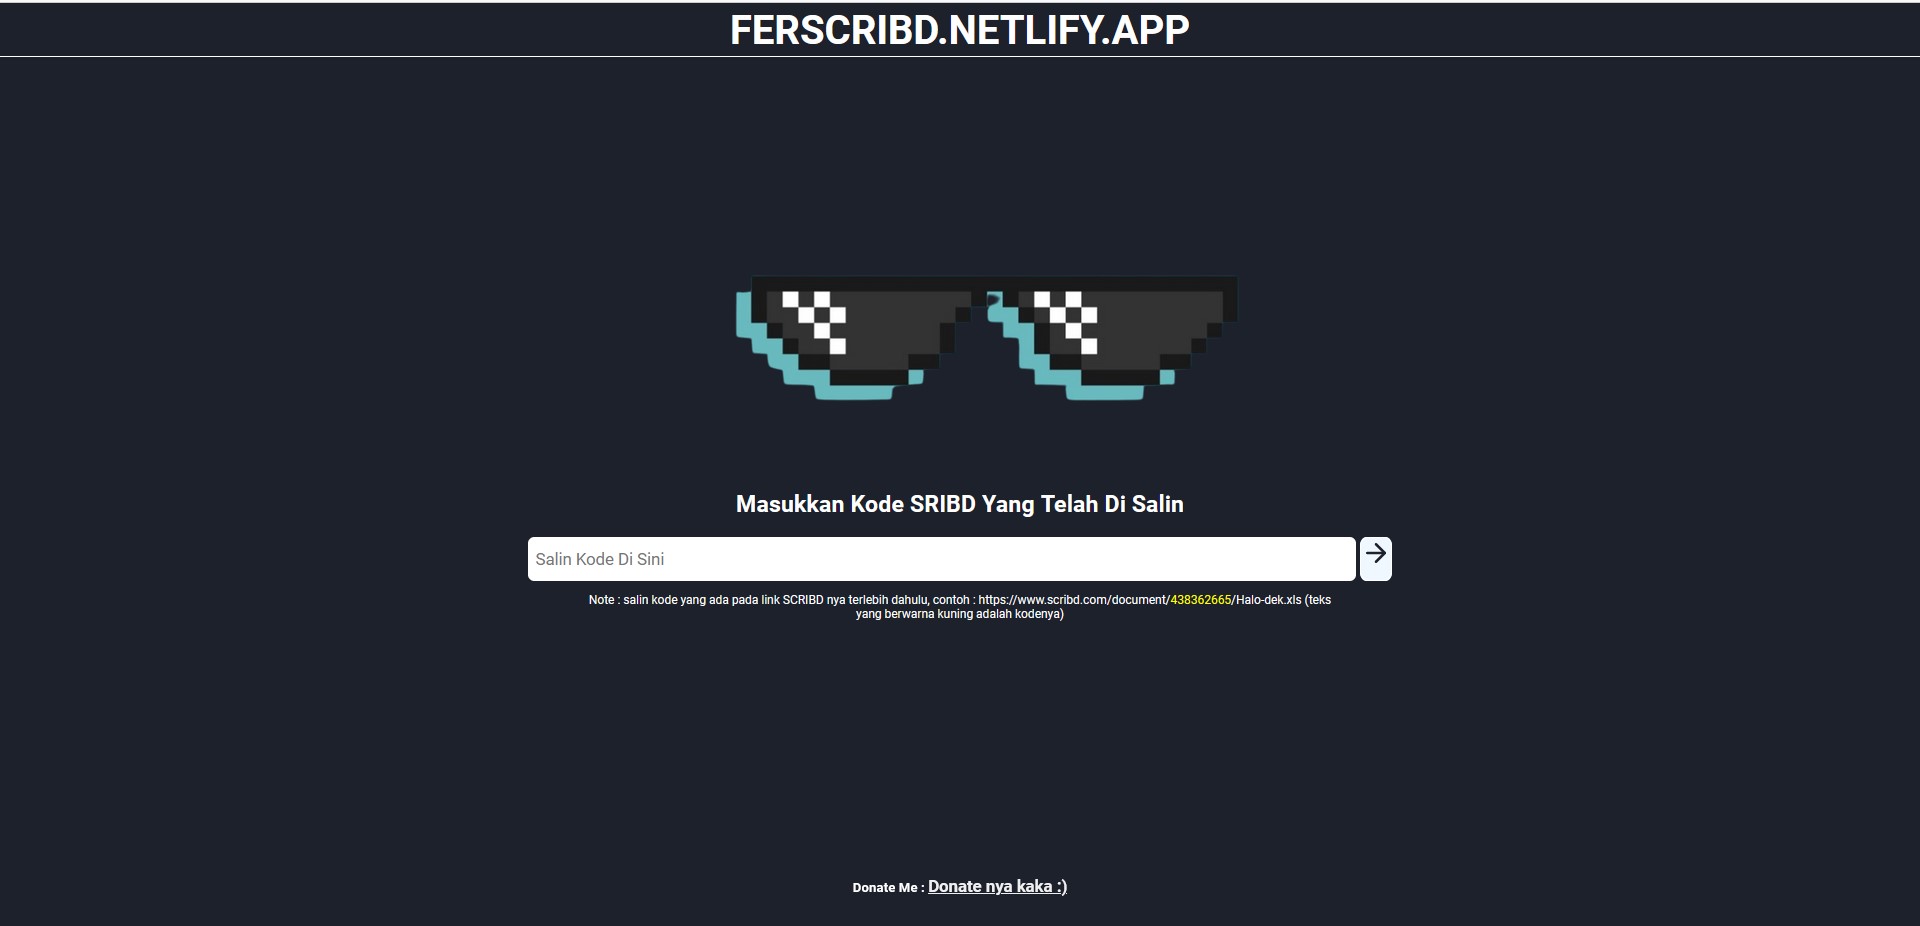 FERSCRIBD.NETLIFY.APP
Masukkan Kode SRIBD Yang Telah Di Salin
Salin Kode Di Sini
Note : salin kode yang ada pada link SCRIBD nya terlebih dahulu, contoh : https://www.scribd.com/document/438362665/Halo-dek.xls (teks
yang berwarna kuning adalah kodenya)
Donate Me : Donate nya kaka :)